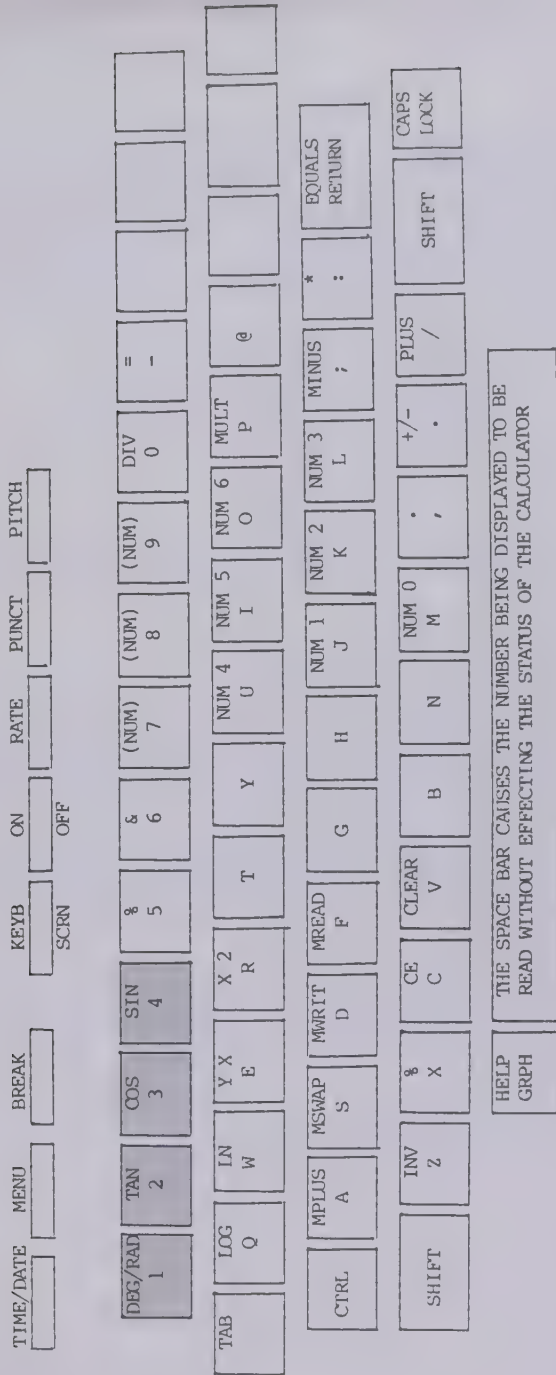 TIME/DATE MENU BREAK KEYB ON RATE PUNCT PITCH
SCRN OFF
DEG/RAD TAN COS SIN % & (NUM) (NUM) (NUM) DIV =
1 2 3 4 5 6 7 8 9 0 -
LOG LN Y X X 2 NUM 4 NUM 5 NUM 6 MULT
TAB Q W E R T Y U I O P @
MPLUS MSWAP MWRIT MREAD NUM 1 NUM 2 NUM 3 MINUS * EQUALS
CTRL A S D F G H J K L ; : RETURN
INV % CE CLEAR NUM 0 ; +/- PLUS CAPS
SHIFT Z X C V B N M , . / SHIFT LOCK
HELP THE SPACE BAR CAUSES THE NUMBER BEING DISPLAYED TO BE
GRPH READ WITHOUT EFFECTING THE STATUS OF THE CALCULATOR